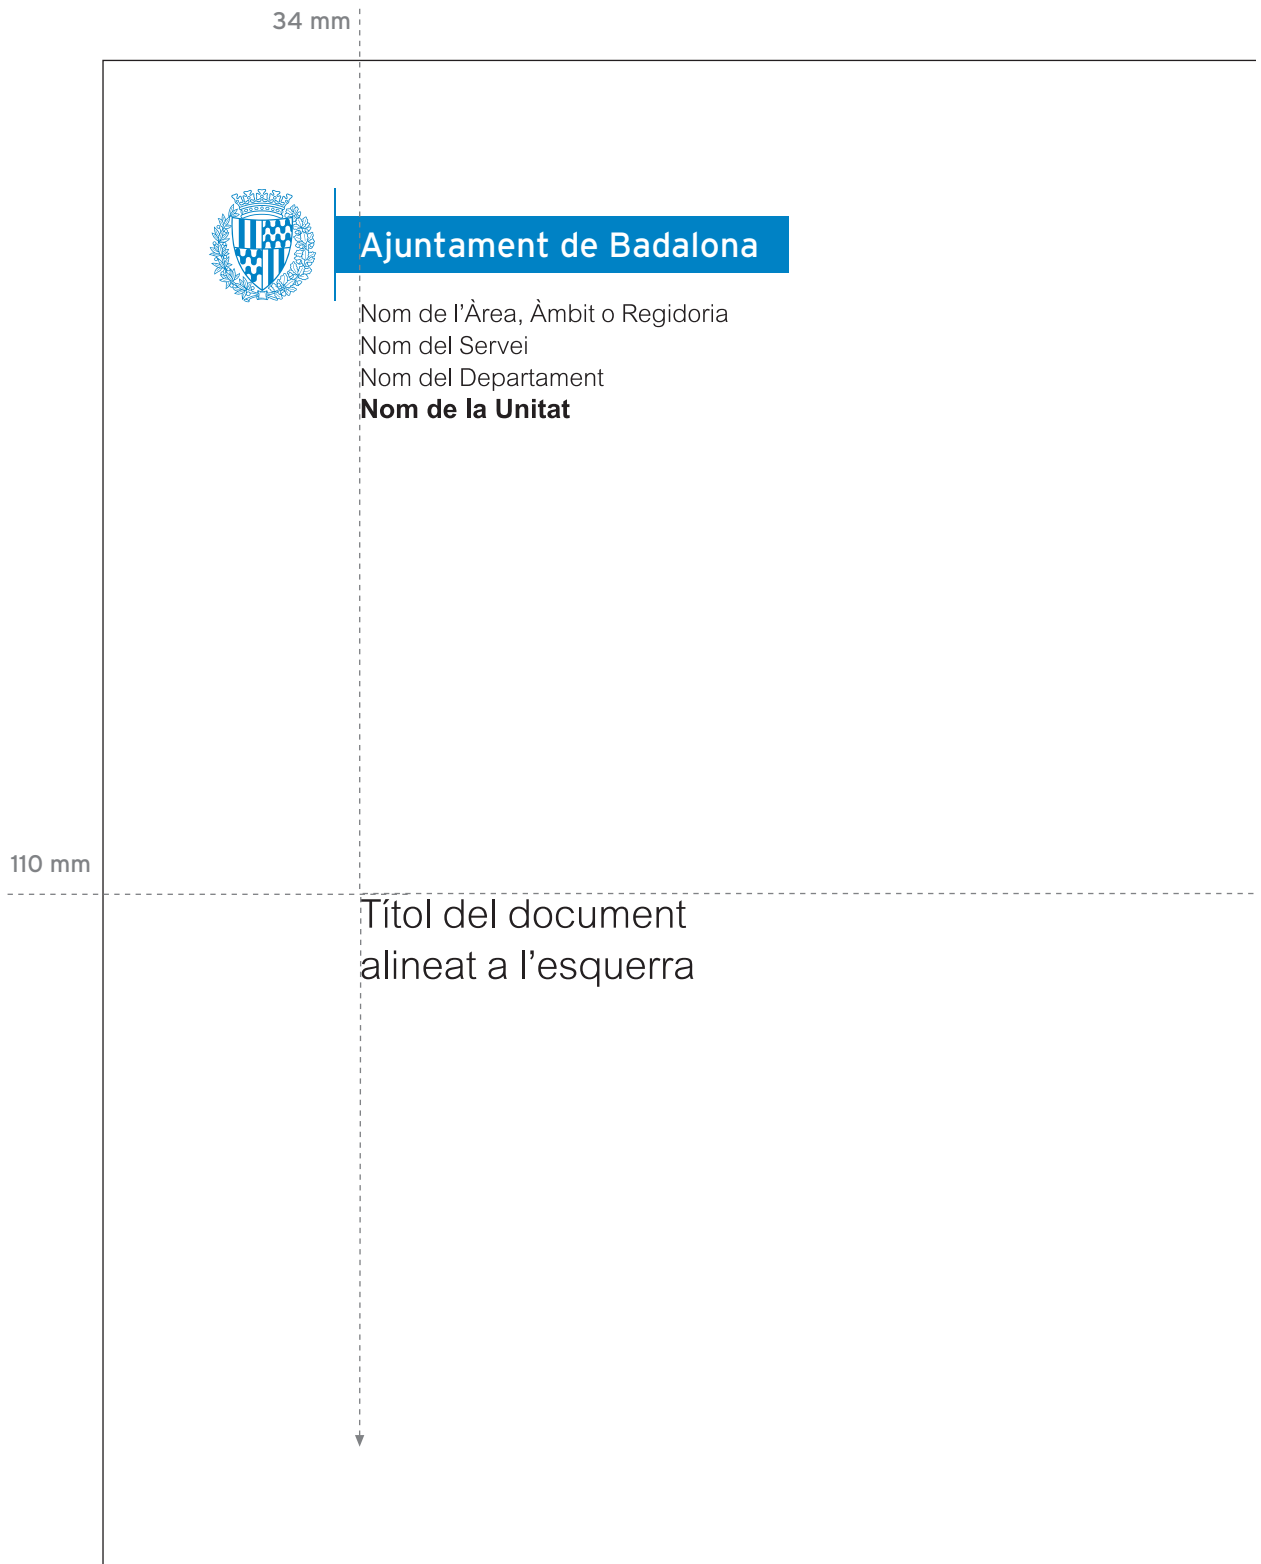 34 mm
Ajuntament de Badalona
Nom de l’Àrea, Àmbit o Regidoria
Nom del Servei
Nom del Departament
Nom de la Unitat
110 mm
Títol del document
alineat a l’esquerra